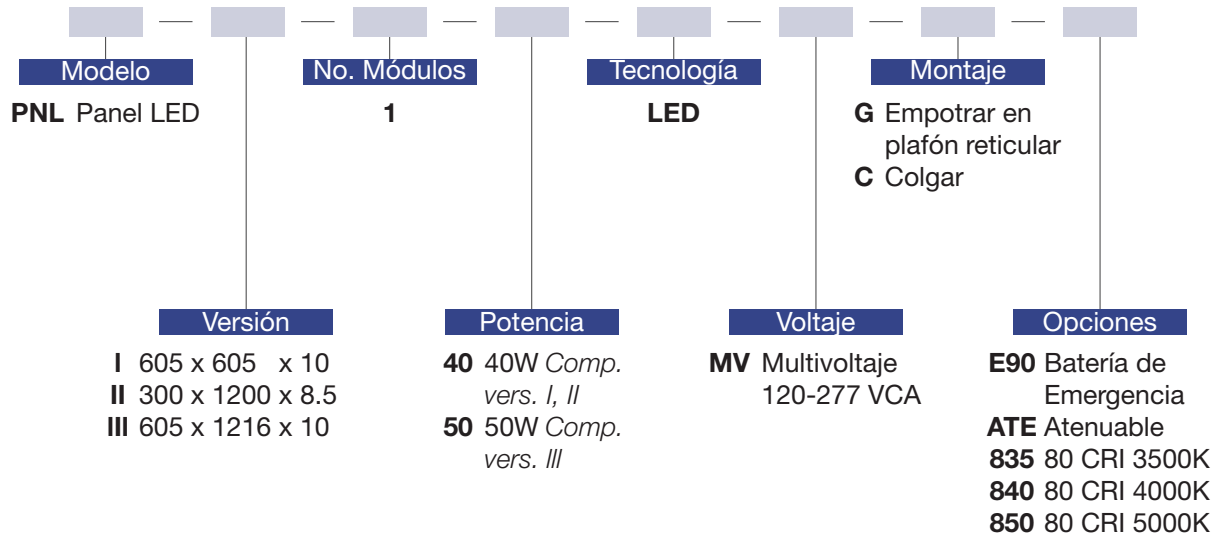 Modelo
PNL Panel LED
No. Módulos
1
Tecnología
LED
Montaje
G Empotrar en
plafón reticular
C Colgar
Versión
I 605 x 605 x 10
II 300 x 1200 x 8.5
III 605 x 1216 x 10
Potencia
40 40W Comp.
vers. I, II
50 50W Comp.
vers. III
Voltaje
MV Multivoltaje
120-277 VCA
Opciones
E90 Batería de
Emergencia
ATE Atenuable
835 80 CRI 3500K
840 80 CRI 4000K
850 80 CRI 5000K